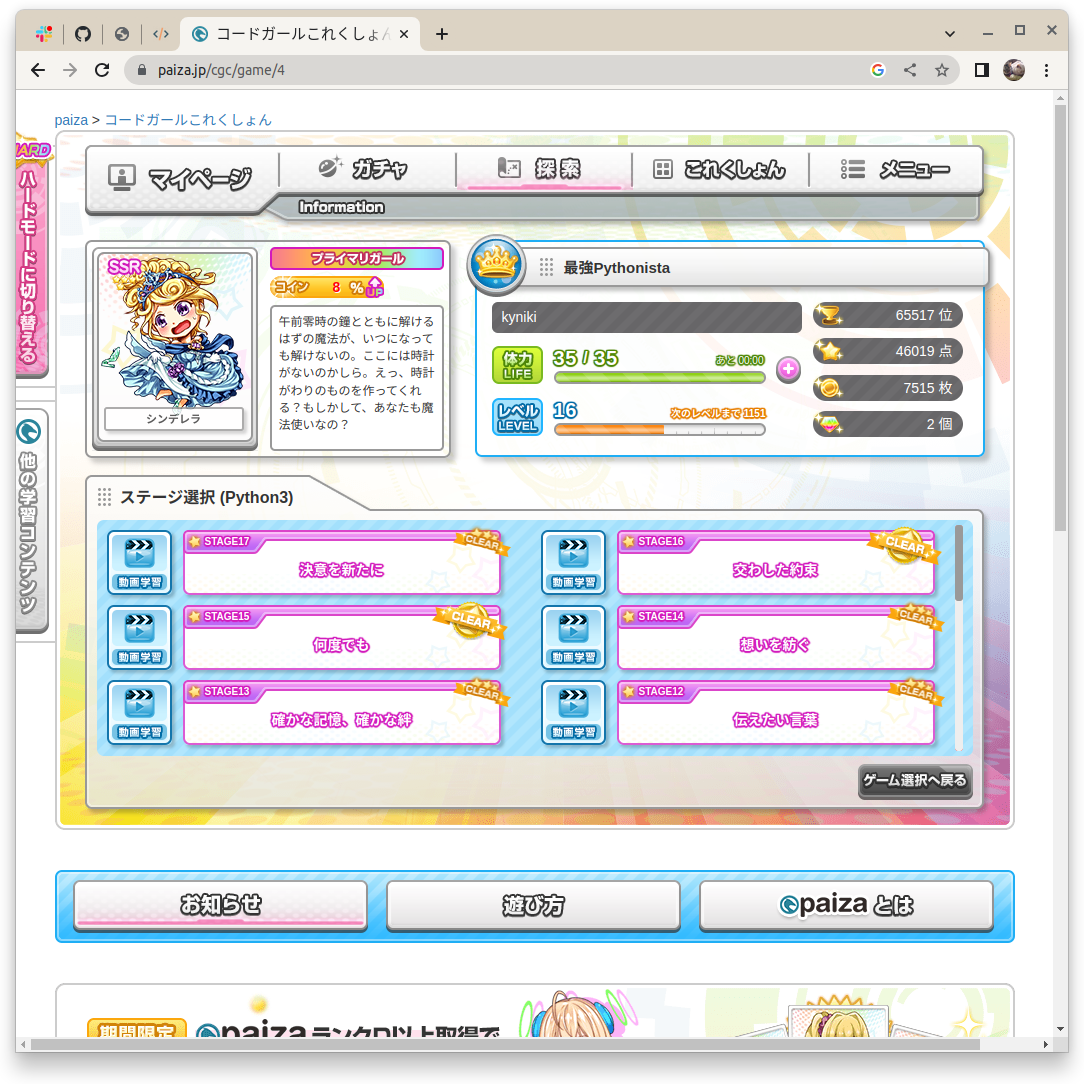 コードガールこれくしょん
paiza.jp/cgc/game/4
paiza > コードガールこれくしょん
HARD
ハードモードに切り替える
他の学習コンテンツ
マイページ
ガチャ
探索
これくしょん
メニュー
Information
SSR
シンデレラ
プライマリガール
コイン 8 % UP
午前零時の鐘とともに解ける
はずの魔法が、いつになって
も解けないの。ここには時計
がないのかしら。えっ、時計
がわりのものを作ってくれ
る？もしかして、あなたも魔
法使いなの？
最強Pythonista
kyniki
体力
LIFE
35 / 35
あと 00:00
レベル
LEVEL
16
次のレベルまで 1151
65517 位
46019 点
7515 枚
2 個
ステージ選択 (Python3)
動画学習
STAGE17
CLEAR
決意を新たに
動画学習
STAGE16
CLEAR
交わした約束
動画学習
STAGE15
CLEAR
何度でも
動画学習
STAGE14
CLEAR
想いを紡ぐ
動画学習
STAGE13
CLEAR
確かな記憶、確かな絆
動画学習
STAGE12
CLEAR
伝えたい言葉
ゲーム選択へ戻る
お知らせ
遊び方
paiza とは
期間限定
paizaランクD以上取得で